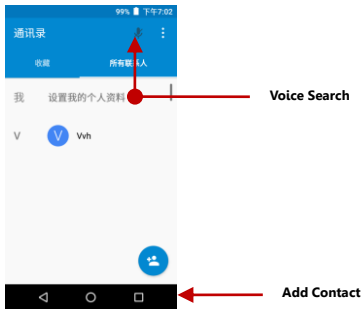 99% 下午7:02
通讯录
收藏 所有联系人
Voice Search
我 设置我的个人资料
V V Vvh
Add Contact